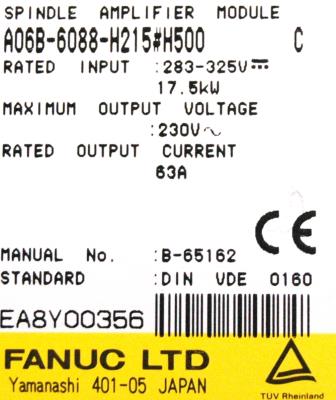 SPINDLE AMPLIFIER MODULE
A06B-6088-H215#H500 C
RATED INPUT :283-325V⎓
17.5kW
MAXIMUM OUTPUT VOLTAGE
:230V～
RATED OUTPUT CURRENT
63A
CE
MANUAL No. :B-65162
STANDARD :DIN VDE 0160
EA8Y00356
FANUC LTD
Yamanashi 401-05 JAPAN
TÜV Rheinland